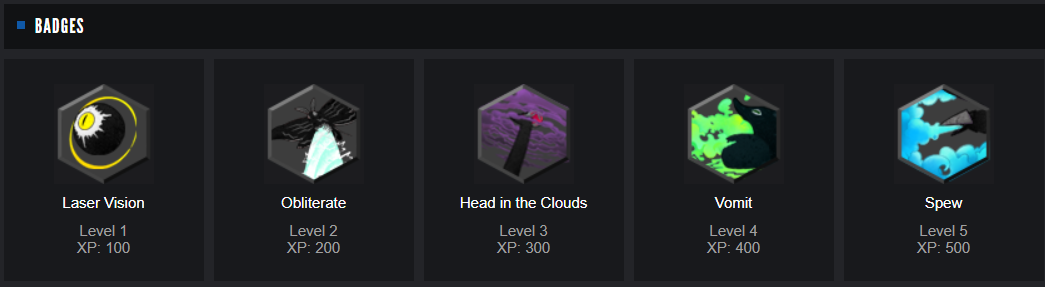 BADGES
Laser Vision
Level 1
XP: 100
Obliterate
Level 2
XP: 200
Head in the Clouds
Level 3
XP: 300
Vomit
Level 4
XP: 400
Spew
Level 5
XP: 500